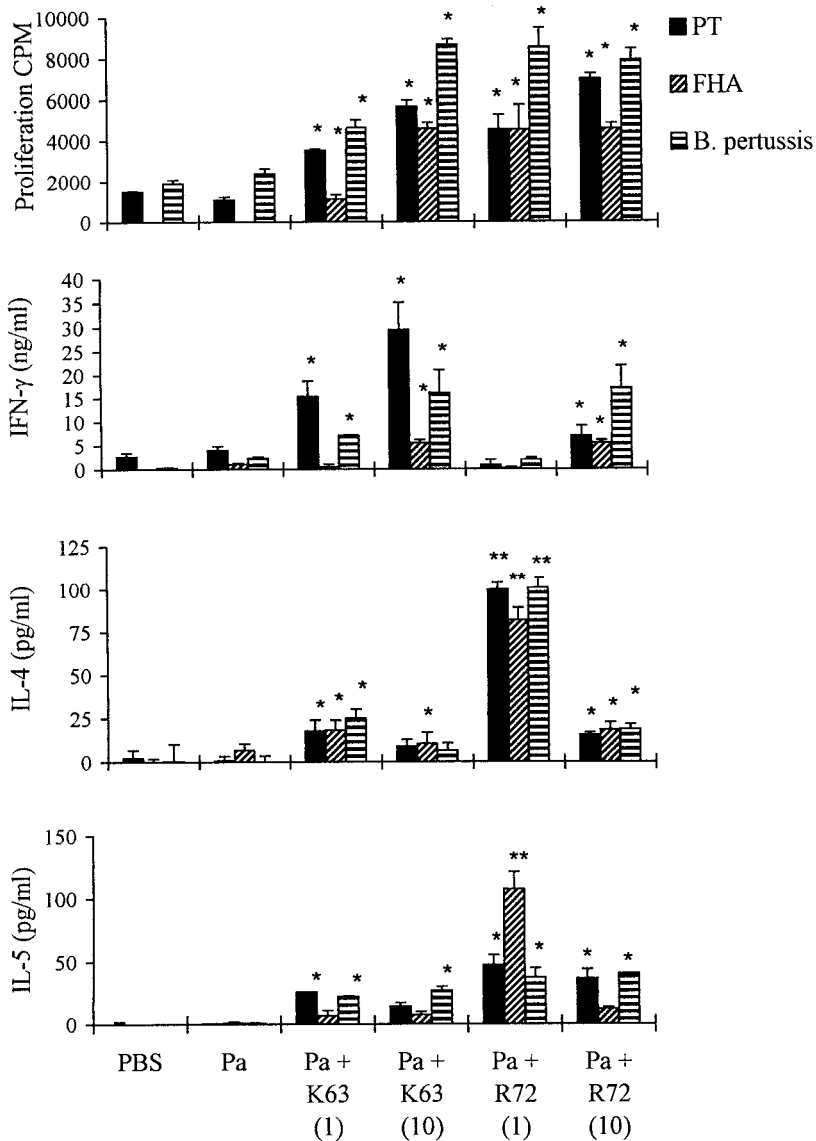 Proliferation CPM
10000
8000
6000
4000
2000
0
* * *
* * *
* * *
* * *
PT
FHA
B. pertussis
IFN-γ (ng/ml)
40
35
30
25
20
15
10
5
0
* *
* * *
* * *
IL-4 (pg/ml)
125
100
75
50
25
0
* * *
*
** ** **
* * *
IL-5 (pg/ml)
150
100
50
0
* *
*
* ** *
* *
PBS Pa Pa + Pa + Pa + Pa +
K63 K63 R72 R72
(1) (10) (1) (10)